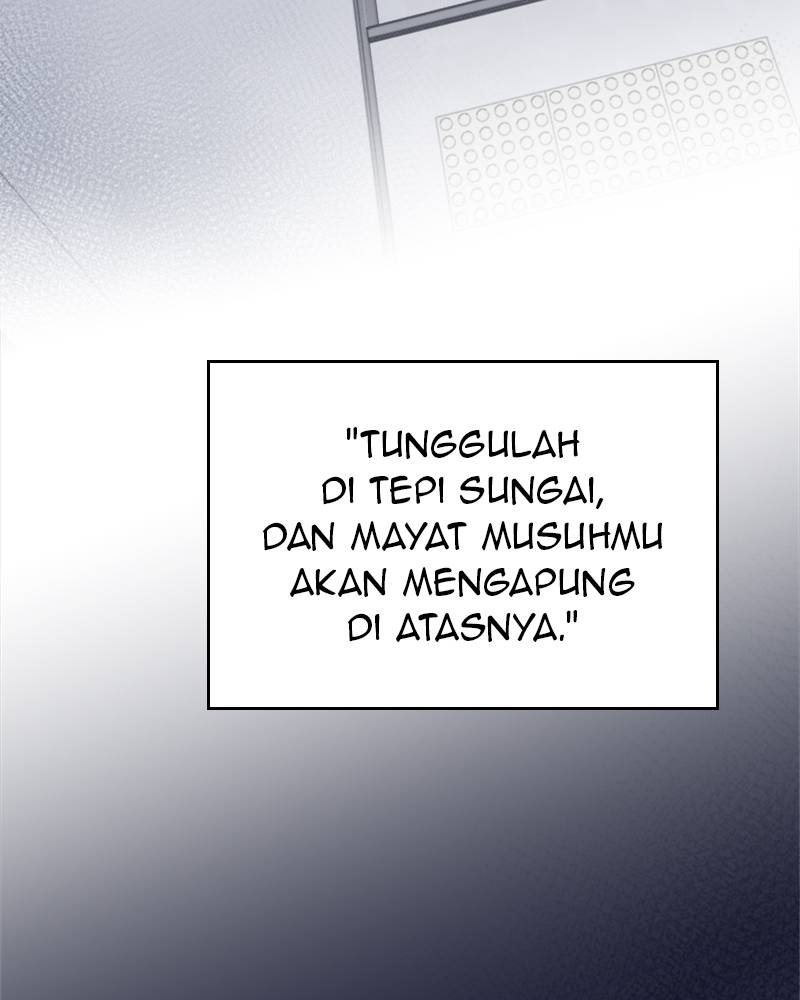 "TUNGGULAH
DI TEPI SUNGAI,
DAN MAYAT MUSUHMU
AKAN MENGAPUNG
DI ATASNYA."